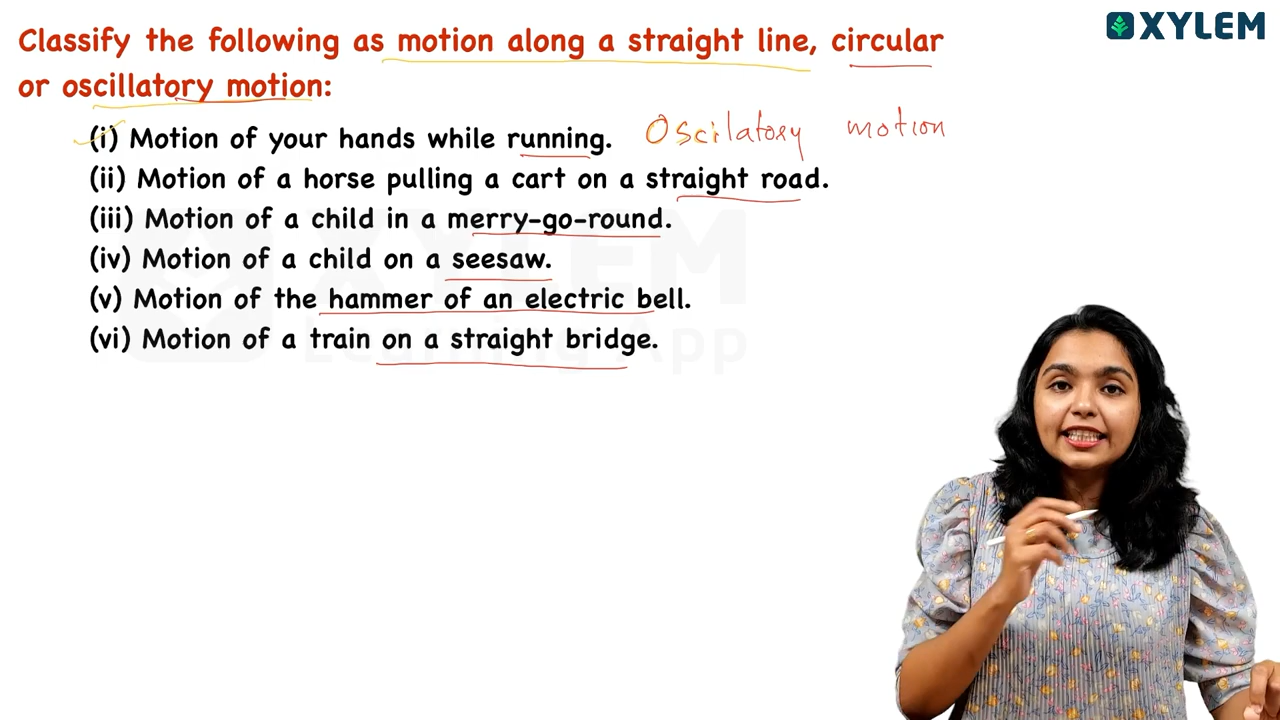 XYLEM
Classify the following as motion along a straight line, circular
or oscillatory motion:
(i) Motion of your hands while running. Oscilatory motion
(ii) Motion of a horse pulling a cart on a straight road.
(iii) Motion of a child in a merry-go-round.
(iv) Motion of a child on a seesaw.
(v) Motion of the hammer of an electric bell.
(vi) Motion of a train on a straight bridge.
XYLEM
Learning App